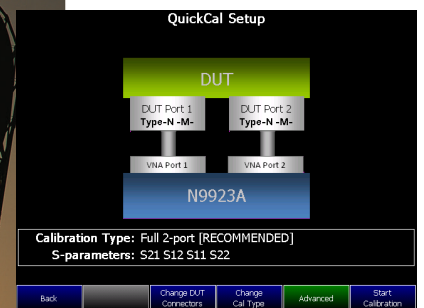 QuickCal Setup
DUT
DUT Port 1
Type-N -M-
DUT Port 2
Type-N -M-
VNA Port 1
VNA Port 2
N9923A
Calibration Type: Full 2-port [RECOMMENDED]
S-parameters: S21 S12 S11 S22
Back
Change DUT
Connectors
Change
Cal Type
Advanced
Start
Calibration